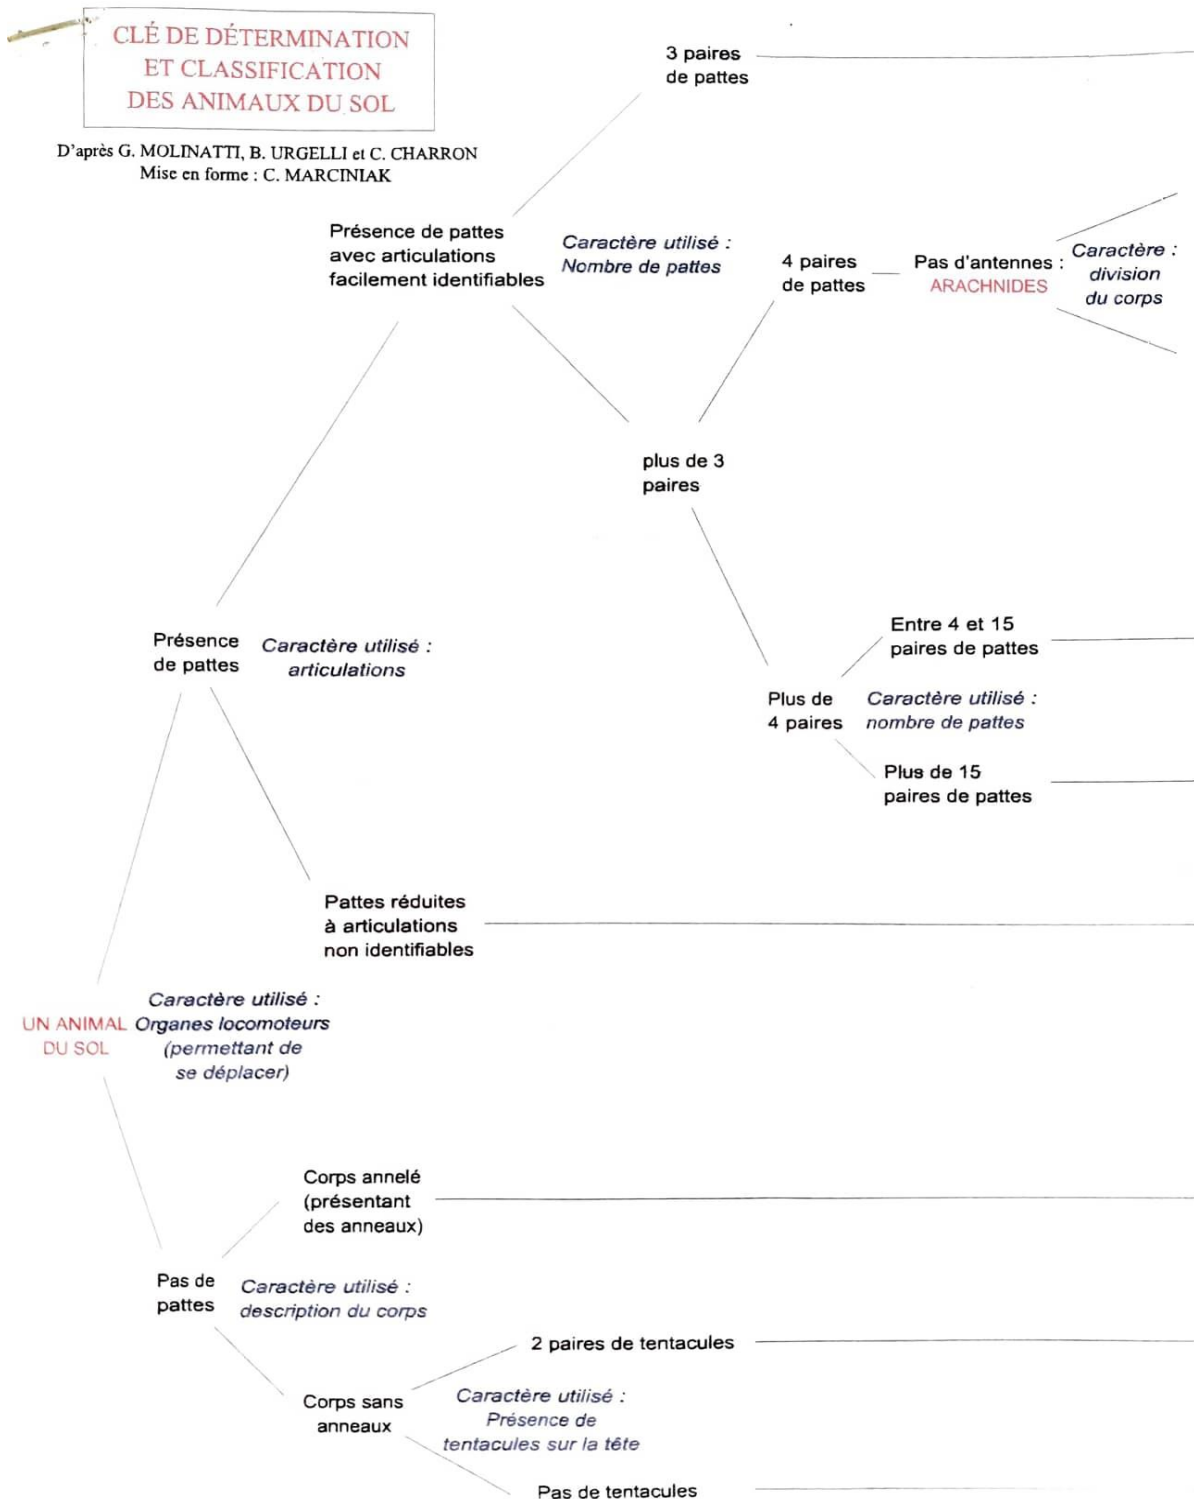 CLÉ DE DÉTERMINATION
ET CLASSIFICATION
DES ANIMAUX DU SOL
D'après G. MOLINATTI, B. URGELLI et C. CHARRON
Mise en forme : C. MARCINIAK
3 paires
de pattes
Présence de pattes
avec articulations
facilement identifiables
Caractère utilisé :
Nombre de pattes
4 paires
de pattes
Pas d'antennes :
ARACHNIDES
Caractère :
division
du corps
plus de 3
paires
Présence
de pattes
Caractère utilisé :
articulations
Entre 4 et 15
paires de pattes
Plus de
4 paires
Caractère utilisé :
nombre de pattes
Plus de 15
paires de pattes
Pattes réduites
à articulations
non identifiables
UN ANIMAL
DU SOL
Caractère utilisé :
Organes locomoteurs
(permettant de
se déplacer)
Corps annelé
(présentant
des anneaux)
Pas de
pattes
Caractère utilisé :
description du corps
2 paires de tentacules
Corps sans
anneaux
Caractère utilisé :
Présence de
tentacules sur la tête
Pas de tentacules